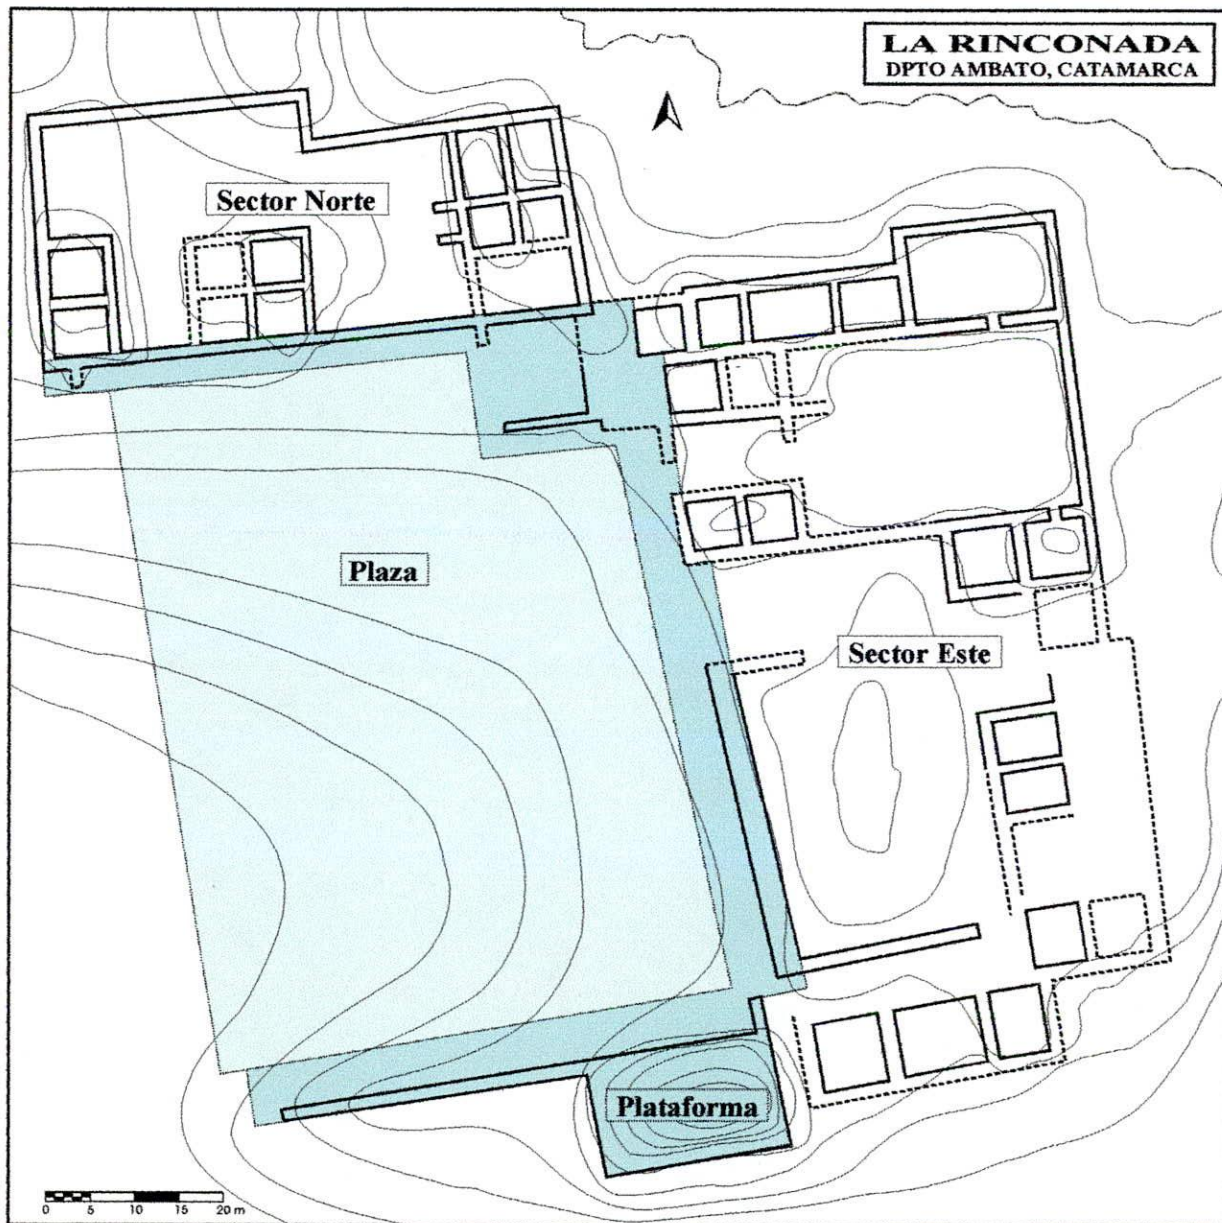 LA RINCONADA
DPTO AMBATO, CATAMARCA
Sector Norte
Plaza
Sector Este
Plataforma
0 5 10 15 20 m